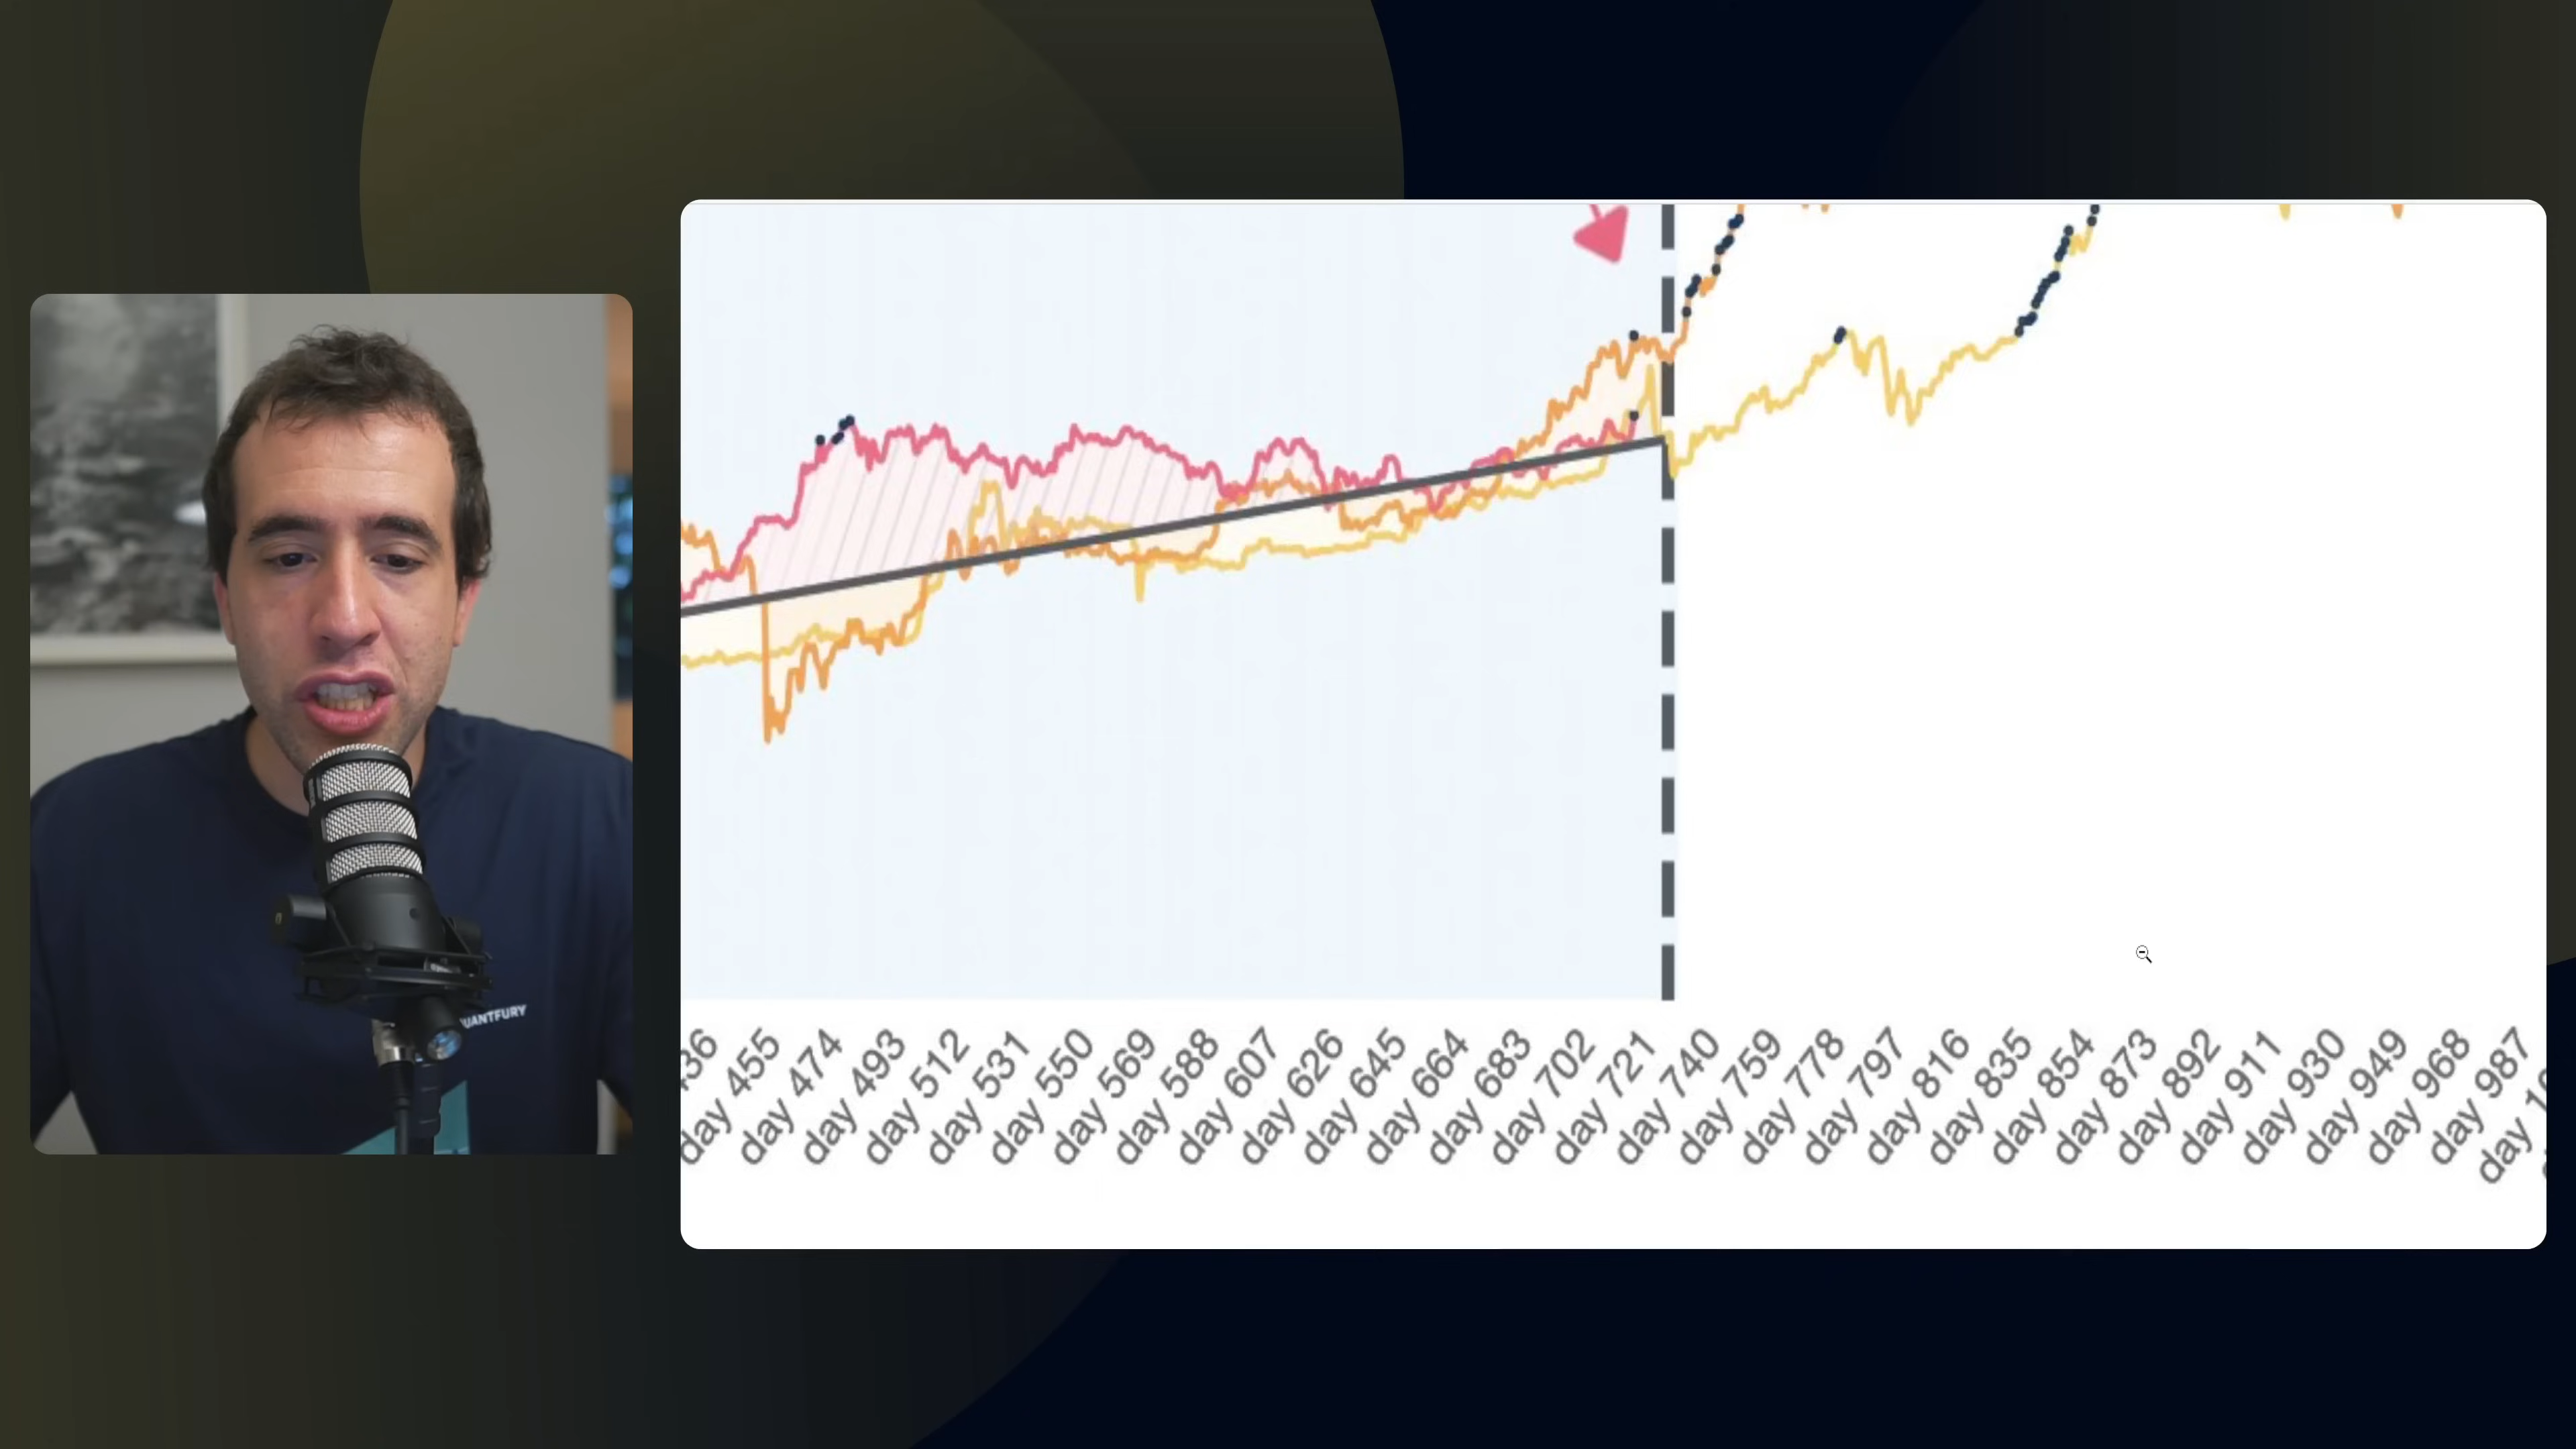 UANTFURY
day 455
day 474
day 493
day 512
day 531
day 550
day 569
day 588
day 607
day 626
day 645
day 664
day 683
day 702
day 721
day 740
day 759
day 778
day 797
day 816
day 835
day 854
day 873
day 892
day 911
day 930
day 949
day 968
day 987